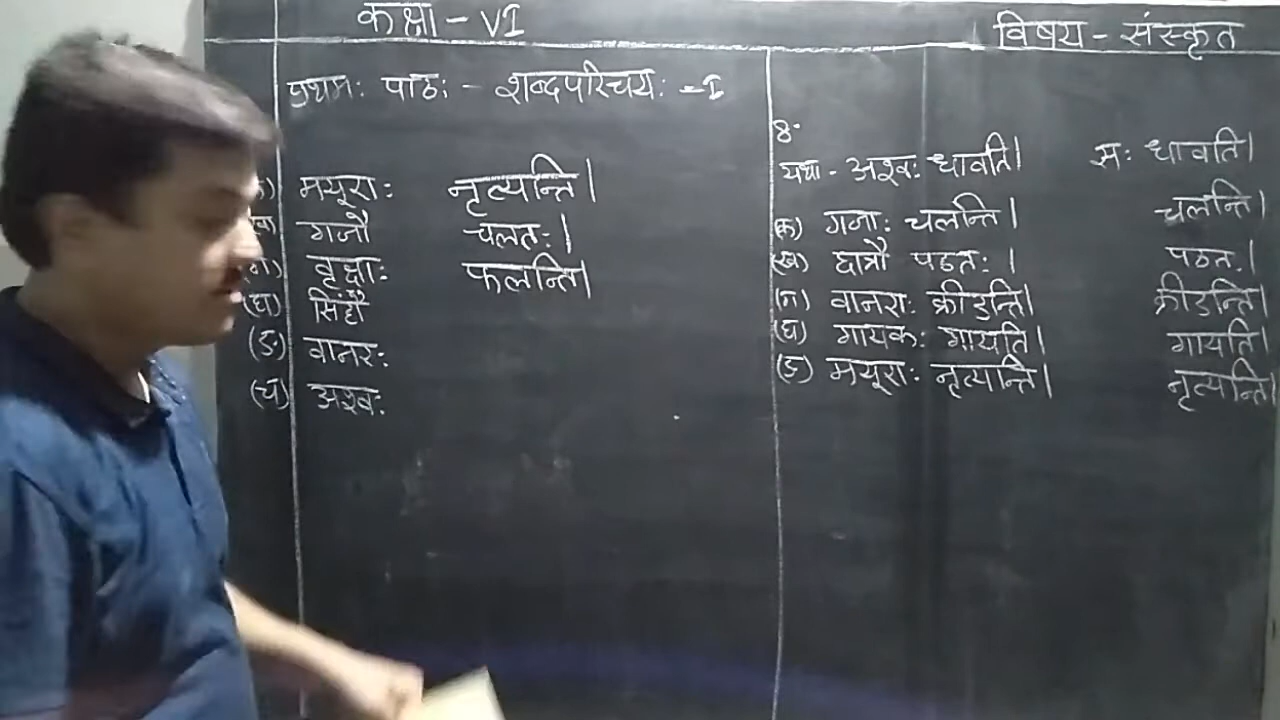 कक्षा - VI
विषय - संस्कृत
प्रथमः पाठः - शब्दपरिचयः - I
मयूराः नृत्यन्ति।
(ख) गजौ चलतः।
(ग) वृक्षाः फलन्ति।
(घ) सिंहौ
(ङ) वानरः
(च) अश्वः
8.
यथा - अश्वः धावति। सः धावति।
(क) गजाः चलन्ति। चलन्ति।
(ख) छात्रौ पठतः। पठत.।
(ग) वानराः क्रीडन्ति। क्रीडन्ति।
(घ) गायकः गायति। गायति।
(ङ) मयूराः नृत्यान्ति। नृत्यन्ति।